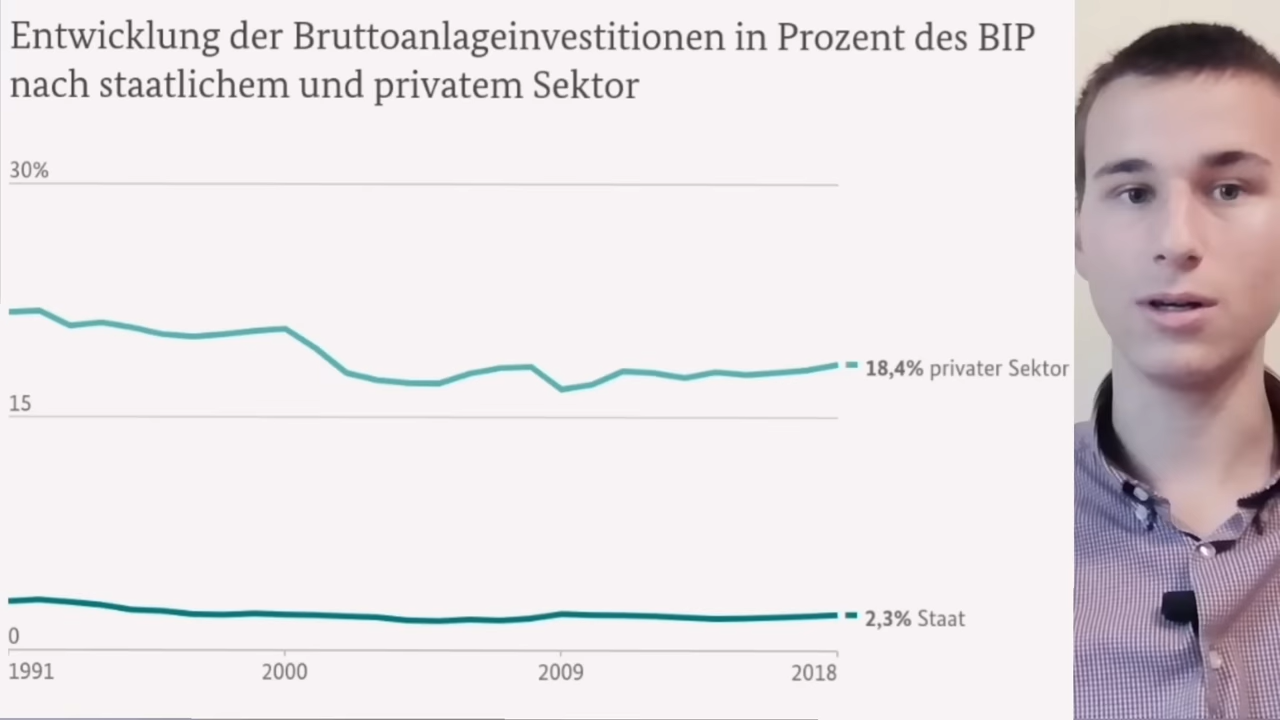 Entwicklung der Bruttoanlageinvestitionen in Prozent des BIP
nach staatlichem und privatem Sektor
30%
18,4% privater Sektor
15
2,3% Staat
0
1991 2000 2009 2018